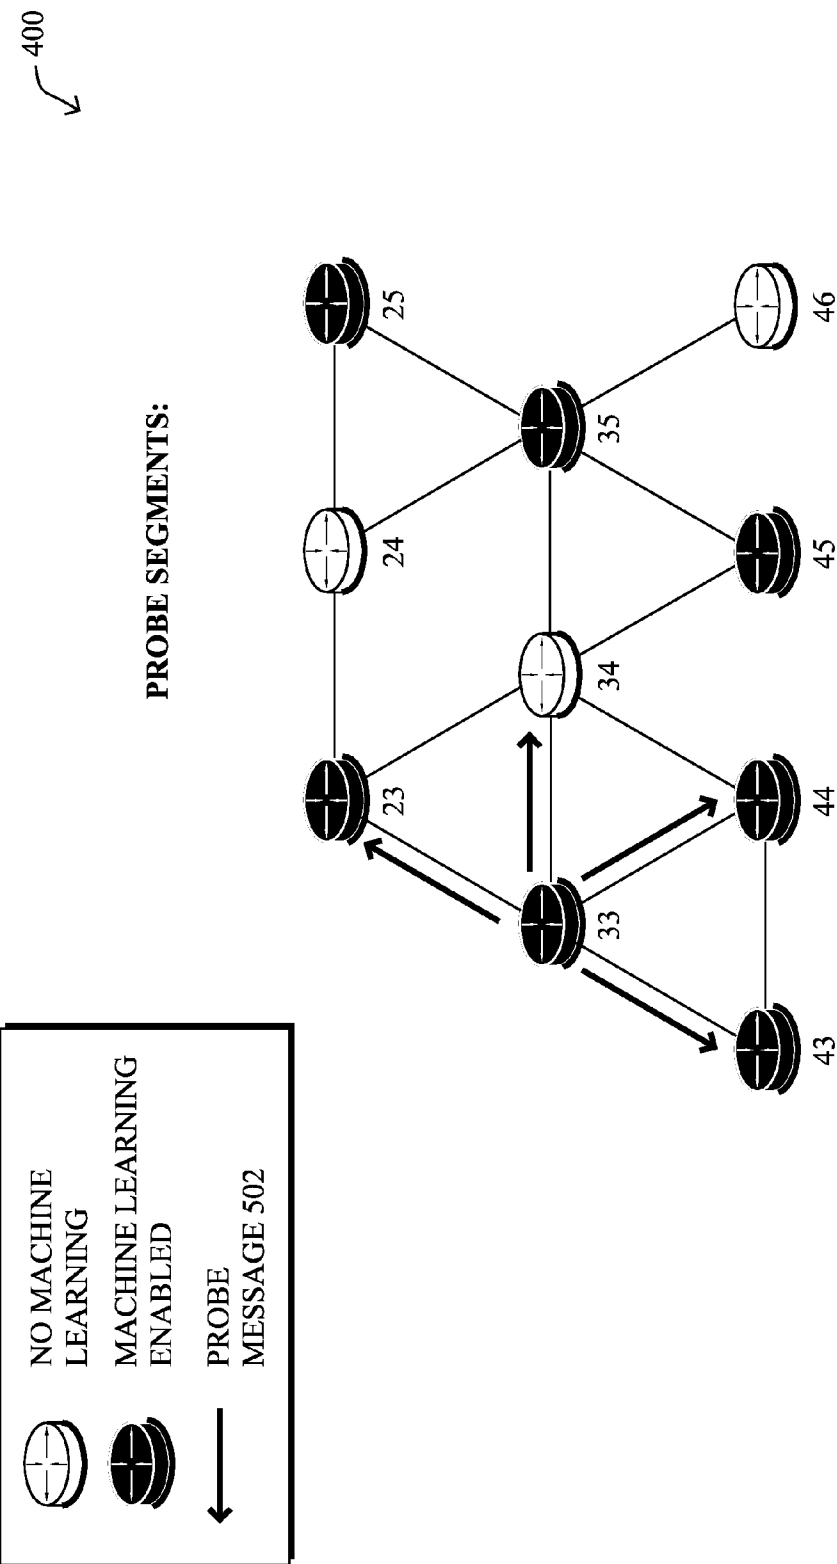 400
PROBE SEGMENTS:
23
24
25
33
34
35
43
44
45
46
NO MACHINE
LEARNING
MACHINE LEARNING
ENABLED
PROBE
MESSAGE 502